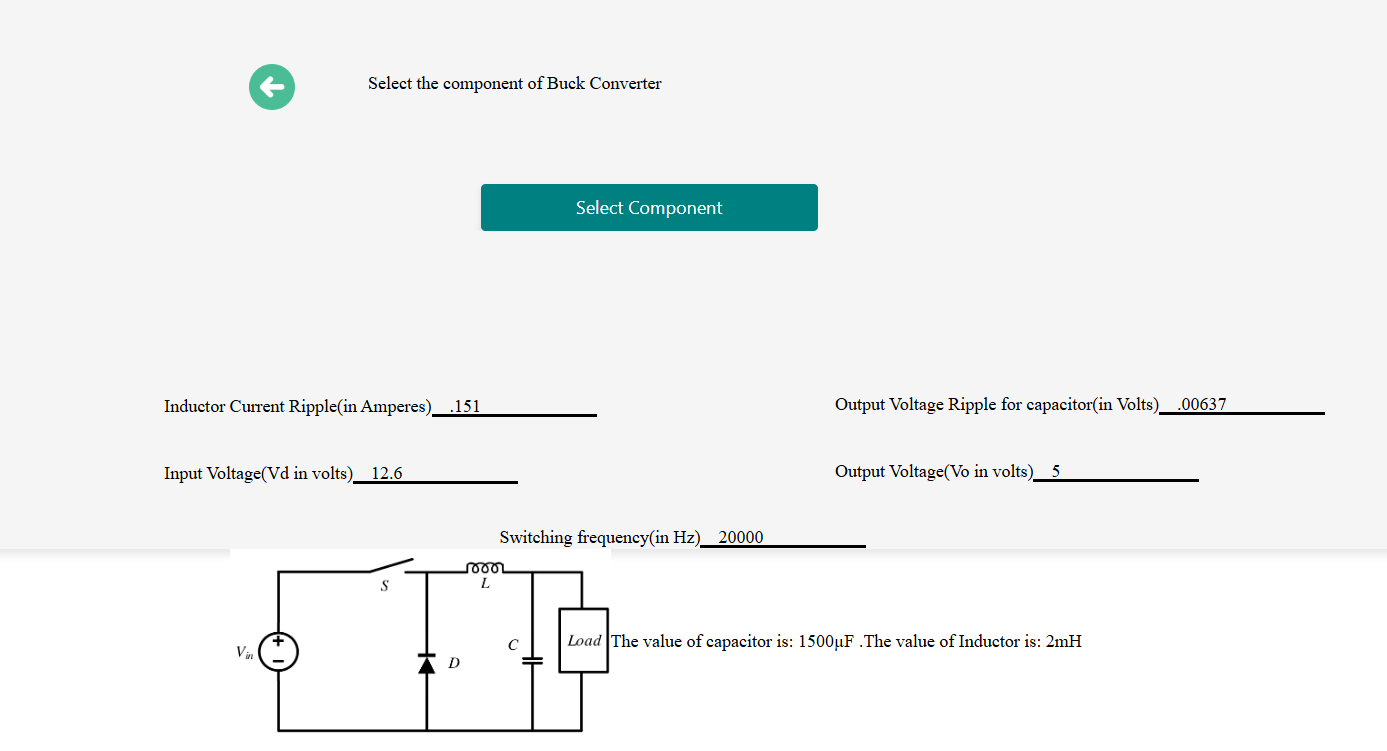 Select the component of Buck Converter
Select Component
Inductor Current Ripple(in Amperes) .151
Output Voltage Ripple for capacitor(in Volts) .00637
Input Voltage(Vd in volts) 12.6
Output Voltage(Vo in volts) 5
Switching frequency(in Hz) 20000
S
L
Vin
D
C
Load
The value of capacitor is: 1500μF .The value of Inductor is: 2mH